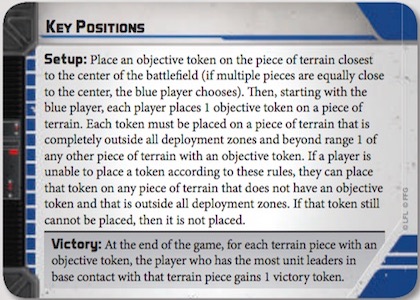 KEY POSITIONS
Setup: Place an objective token on the piece of terrain closest
to the center of the battlefield (if multiple pieces are equally close
to the center, the blue player chooses). Then, starting with the
blue player, each player places 1 objective token on a piece of
terrain. Each token must be placed on a piece of terrain that is
completely outside all deployment zones and beyond range 1 of
any other piece of terrain with an objective token. If a player is
unable to place a token according to these rules, they can place
that token on any piece of terrain that does not have an objective
token and that is outside all deployment zones. If that token still
cannot be placed, then it is not placed.
Victory: At the end of the game, for each terrain piece with an
objective token, the player who has the most unit leaders in
base contact with that terrain piece gains 1 victory token.
© LFL © FFG